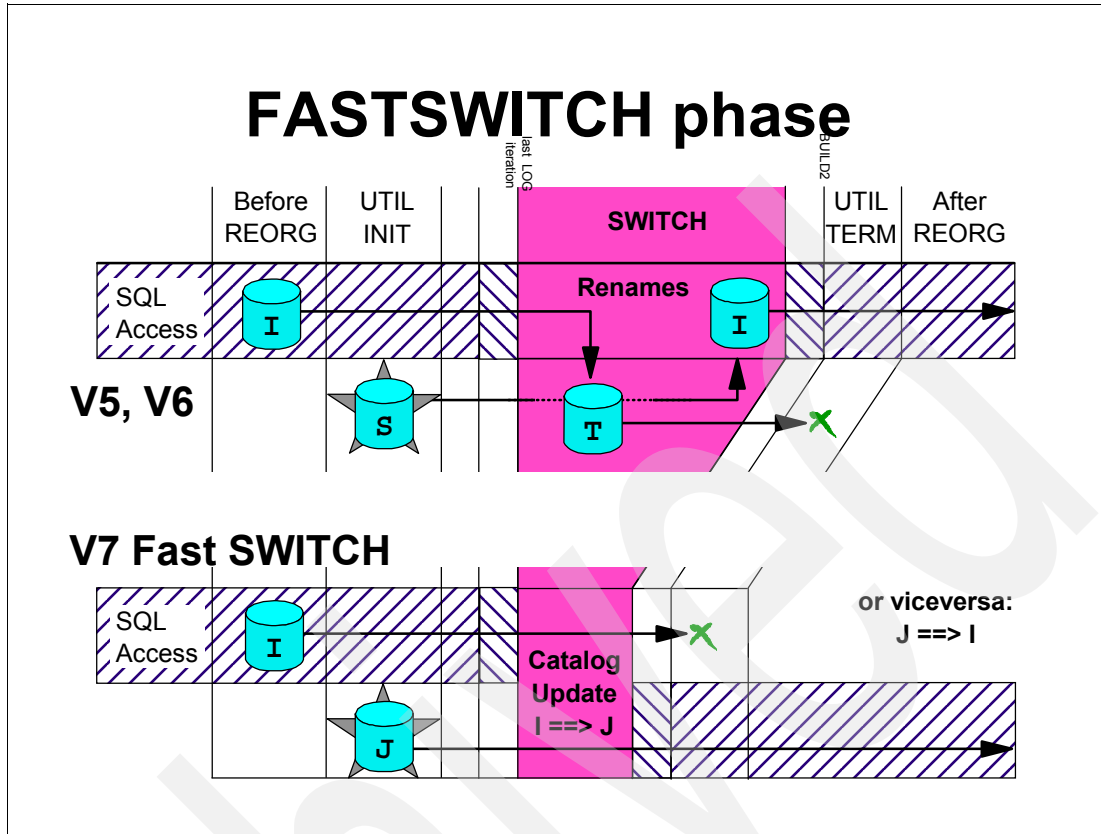 FASTSWITCH phase
last LOG
iteration
BUILD2
Before
REORG
UTIL
INIT
SWITCH
UTIL
TERM
After
REORG
SQL
Access
I
Renames
I
V5, V6
S
T
V7 Fast SWITCH
SQL
Access
I
Catalog
Update
I ==> J
or viceversa:
J ==> I
J